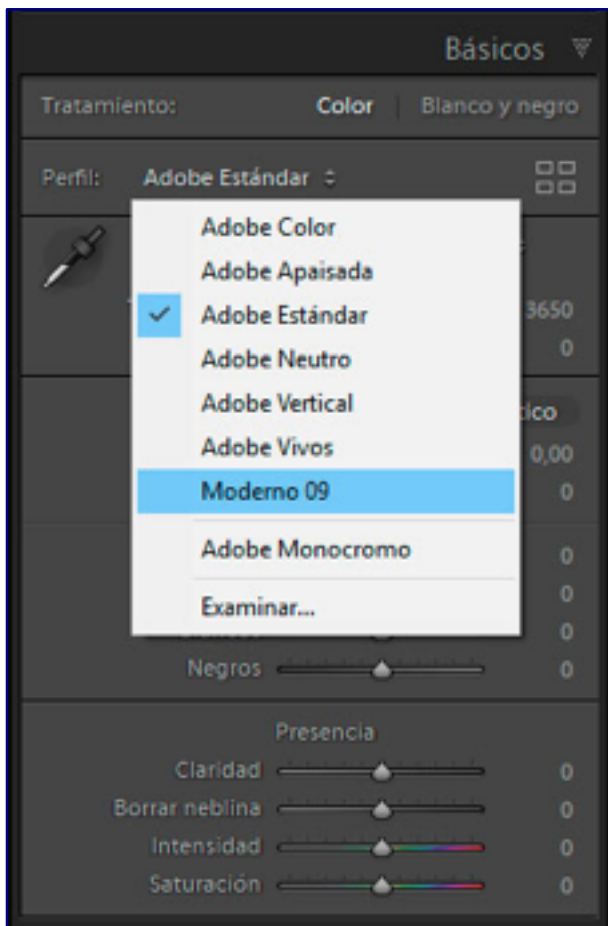 Básicos
Tratamiento: Color Blanco y negro
Perfil: Adobe Estándar
Adobe Color
Adobe Apaisada
Adobe Estándar
3650
Adobe Neutro
0
Adobe Vertical
Adobe Vivos
0,00
Moderno 09
0
Adobe Monocromo
0
Examinar...
0
0
Negros 0
Presencia
Claridad 0
Borrar neblina 0
Intensidad 0
Saturación 0